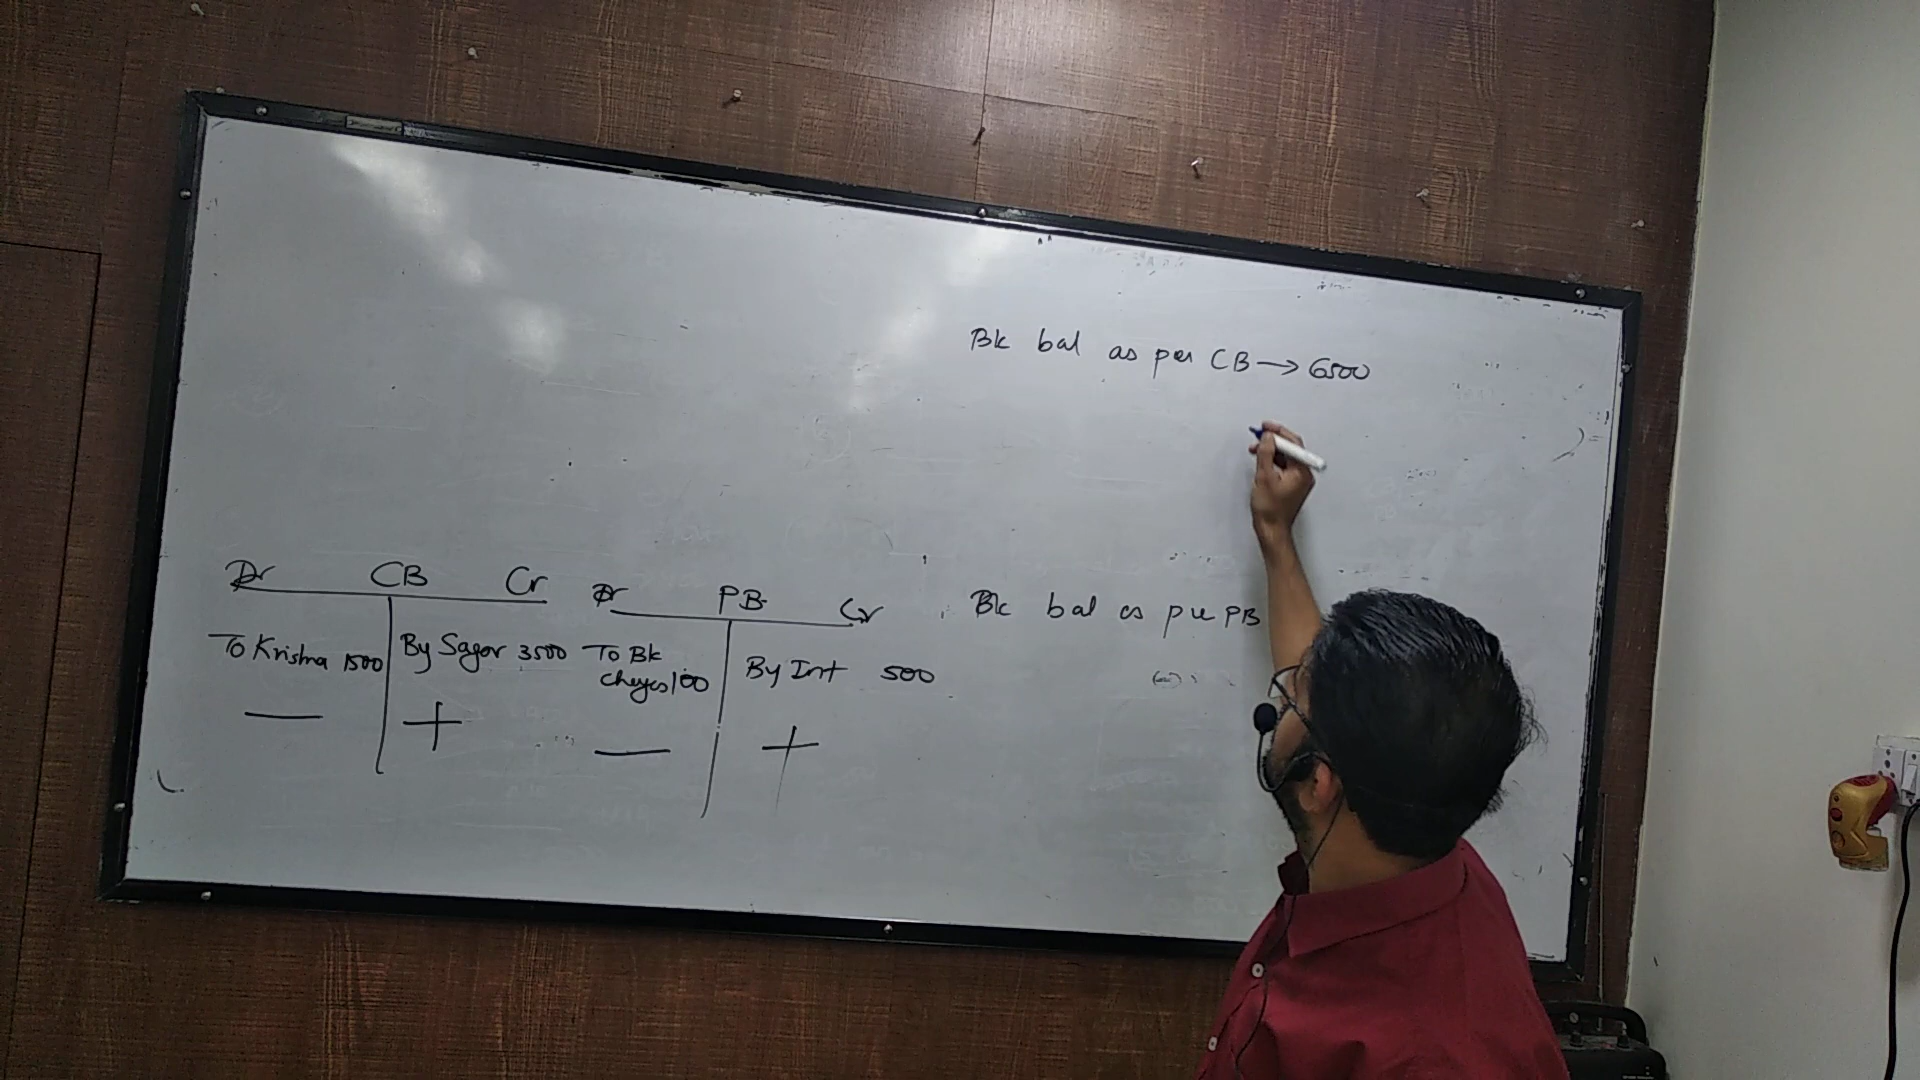 Bk bal as per CB → 6500
Dr CB Cr
To Krishna 1500
By Sagar 3500
—
+
Dr PB. Cr
To Bk
charges 100
By Int 500
—
+
Bk bal as per PB